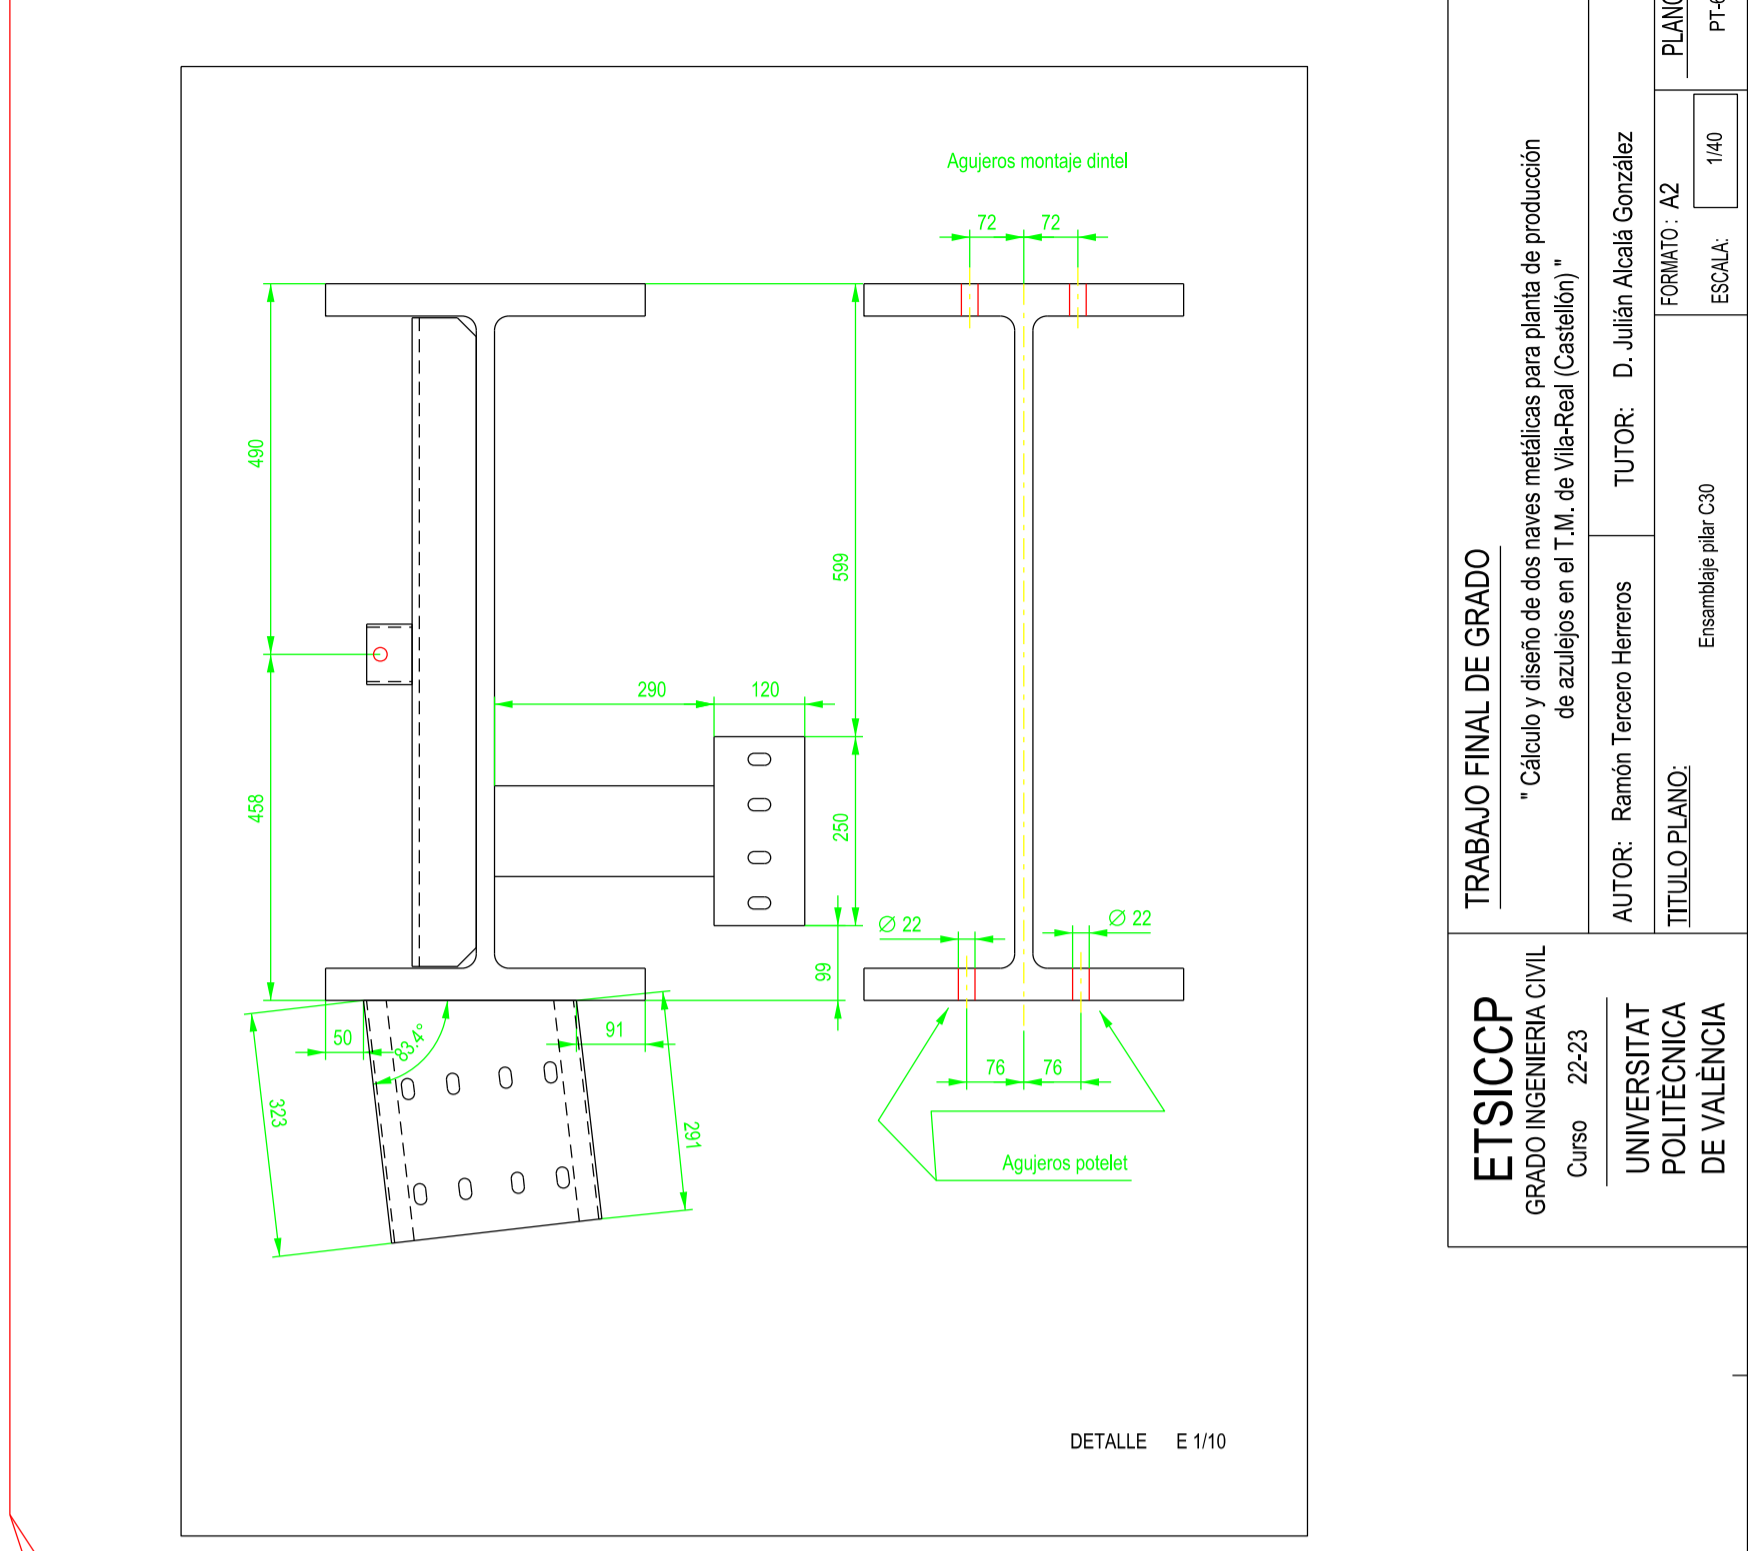 Agujeros montaje dintel
72
72
490
599
458
290
120
250
Ø 22
Ø 22
99
50
83.4°
91
76
76
323
291
Agujeros potelet
DETALLE E 1/10
TRABAJO FINAL DE GRADO
" Cálculo y diseño de dos naves metálicas para planta de producción
de azulejos en el T.M. de Vila-Real (Castellón) "
AUTOR: Ramón Tercero Herreros
TUTOR: D. Julián Alcalá González
TITULO PLANO:
Ensamblaje pilar C30
FORMATO : A2
ESCALA:
1/40
ETSICCP
GRADO INGENIERIA CIVIL
Curso 22-23
UNIVERSITAT
POLITÈCNICA
DE VALÈNCIA